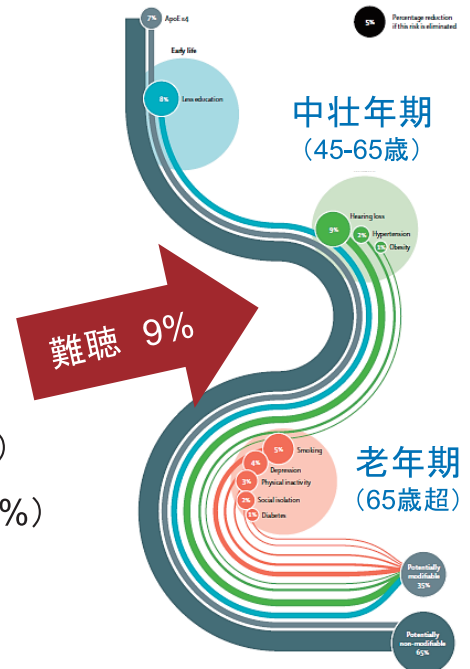 7%
ApoE ε4
5%
Percentage reduction
if this risk is eliminated
Early life
8%
Less education
中壮年期
（45-65歳）
9%
Hearing loss
2%
Hypertension
1%
Obesity
難聴 9%
）
%）
老年期
（65歳超）
5%
Smoking
4%
Depression
3%
Physical inactivity
2%
Social isolation
1%
Diabetes
Potentially
modifiable
35%
Potentially
non-modifiable
65%